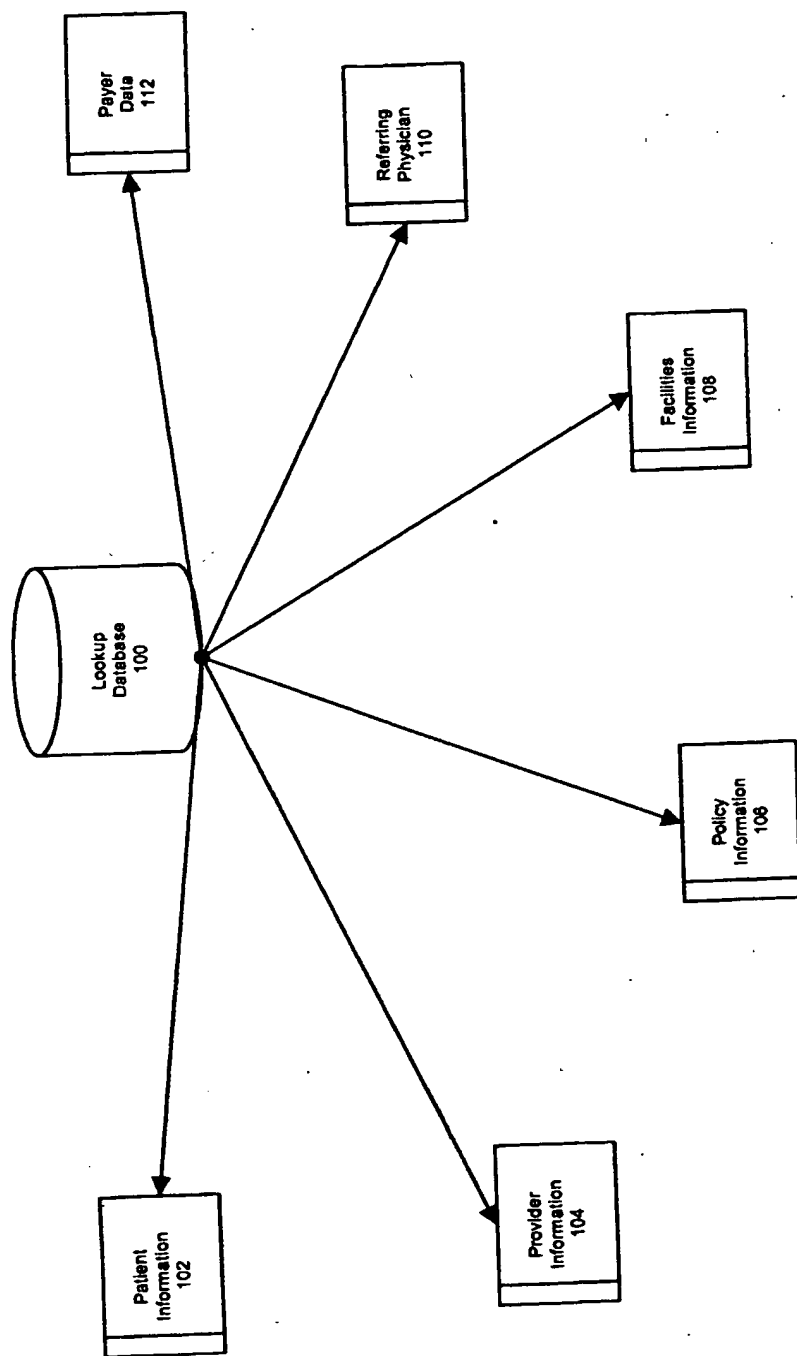 Lookup
Database
100
Patient
Information
102
Provider
Information
104
Policy
Information
106
Facilities
Information
108
Referring
Physician
110
Payer
Data
112